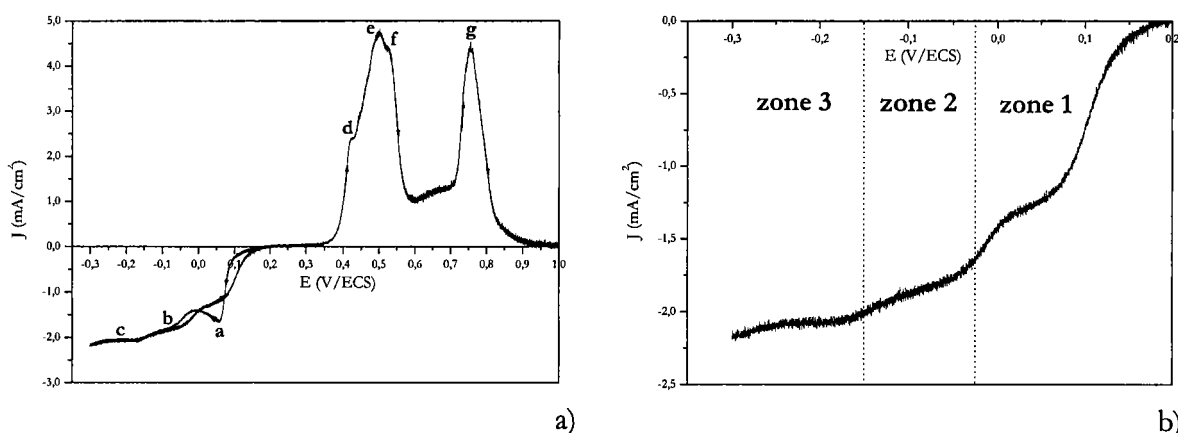 5,0
4,0
3,0
2,0
1,0
0,0
-1,0
-2,0
-3,0
J (mA/cm²)
-0,3 -0,2 -0,1 0,0 0,1 0,2 0,3 0,4 0,5 0,6 0,7 0,8 0,9 1,0
E (V/ECS)
a
b
c
d
e
f
g
a)
0,0
-0,5
-1,0
-1,5
-2,0
-2,5
J (mA/cm²)
-0,3 -0,2 -0,1 0,0 0,1 0,2
E (V/ECS)
zone 3 zone 2 zone 1
b)